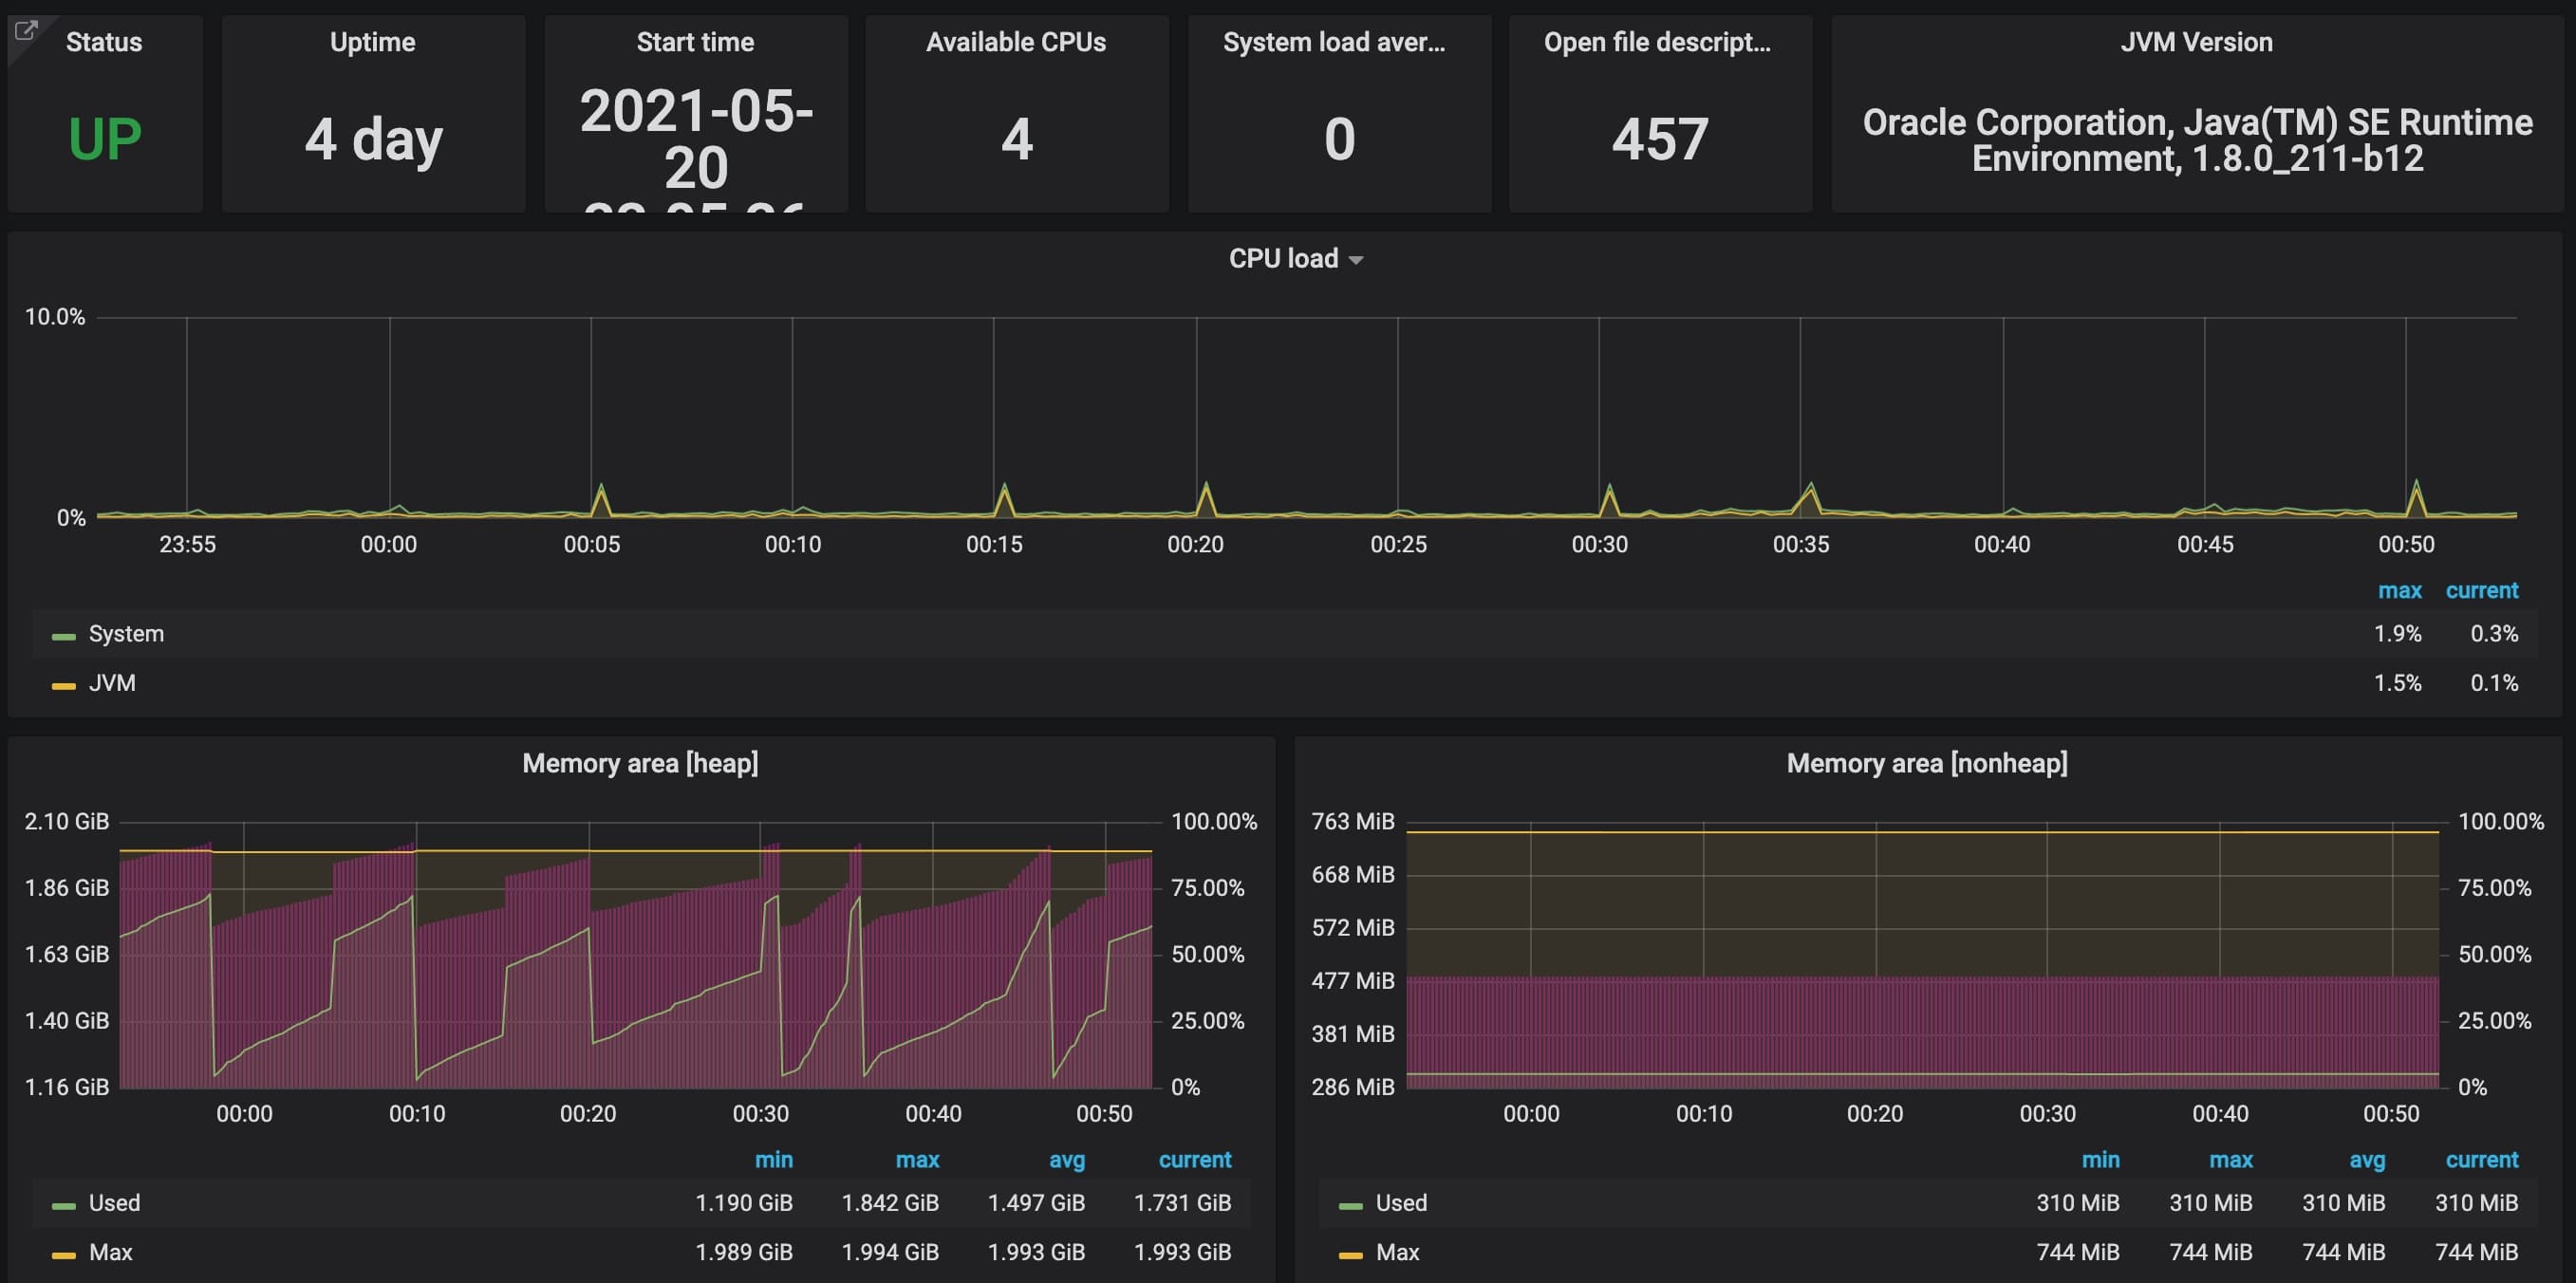 Status
UP
Uptime
4 day
Start time
2021-05-
20
Available CPUs
4
System load aver...
0
Open file descript...
457
JVM Version
Oracle Corporation, Java(TM) SE Runtime
Environment, 1.8.0_211-b12
CPU load
10.0%
0%
23:55 00:00 00:05 00:10 00:15 00:20 00:25 00:30 00:35 00:40 00:45 00:50
max current
System 1.9% 0.3%
JVM 1.5% 0.1%
Memory area [heap]
2.10 GiB 100.00%
1.86 GiB 75.00%
1.63 GiB 50.00%
1.40 GiB 25.00%
1.16 GiB 0%
00:00 00:10 00:20 00:30 00:40 00:50
min max avg current
Used 1.190 GiB 1.842 GiB 1.497 GiB 1.731 GiB
Max 1.989 GiB 1.994 GiB 1.993 GiB 1.993 GiB
Memory area [nonheap]
763 MiB 100.00%
668 MiB 75.00%
572 MiB 50.00%
477 MiB
381 MiB 25.00%
286 MiB 0%
00:00 00:10 00:20 00:30 00:40 00:50
min max avg current
Used 310 MiB 310 MiB 310 MiB 310 MiB
Max 744 MiB 744 MiB 744 MiB 744 MiB